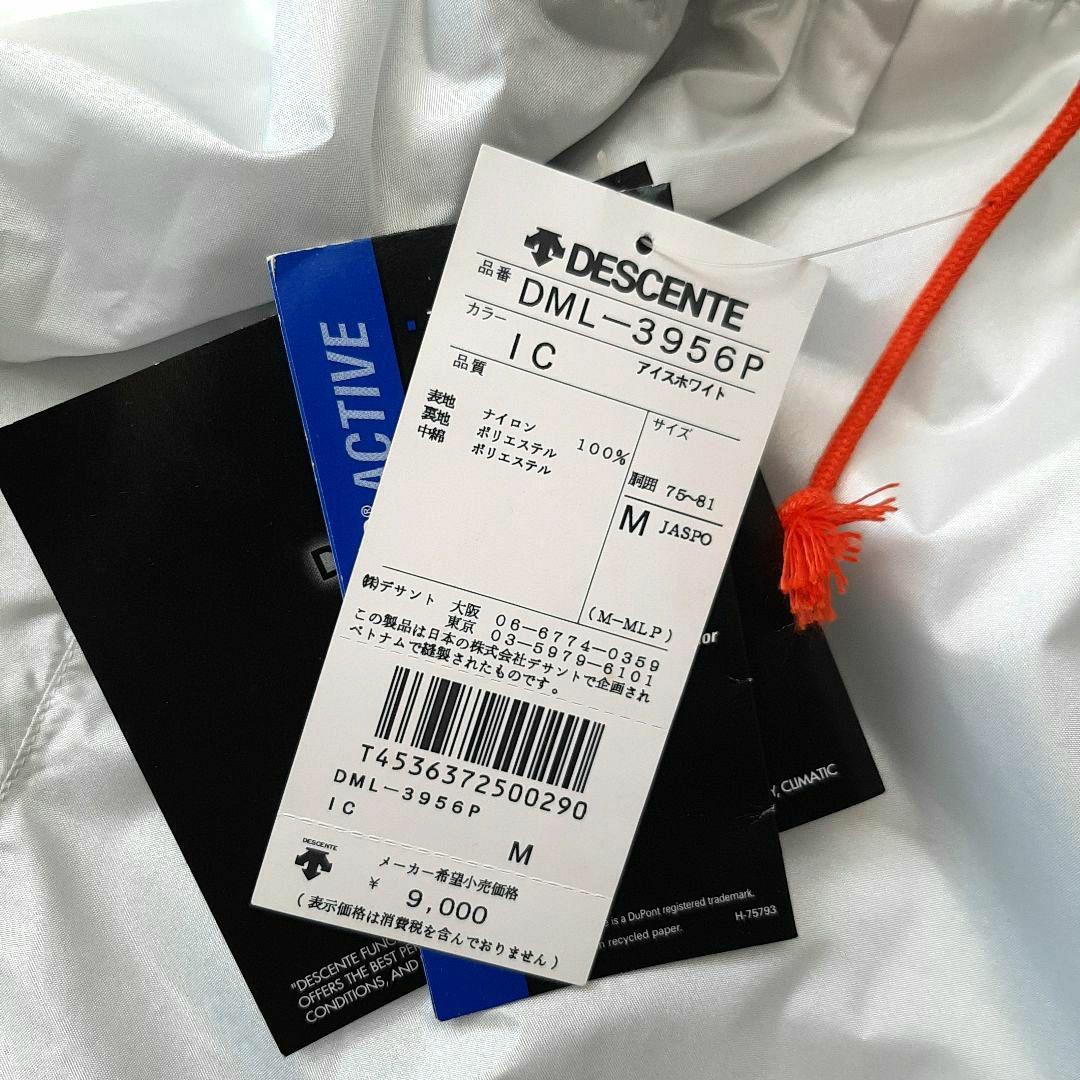 DESCENTE
品番 DML-3956P
カラー IC アイスホワイト
品質
表地 ナイロン 100%
裏地 ポリエステル
中綿 ポリエステル
サイズ
胴囲 75~81
M JASPO
(M-MLP)
㈱デサント 大阪 06-6774-0359
東京 03-5979-6101
この製品は日本の株式会社デサントで企画され
ベトナムで縫製されたものです。
T4536372500290
DML-3956P
IC
M
DESCENTE
メーカー希望小売価格
¥ 9,000
(表示価格は消費税を含んでおりません)
ACTIVE
®
D
or
Y, CLIMATIC
is a DuPont registered trademark.
H-75793
recycled paper.
"DESCENTE FUNC
OFFERS THE BEST PE
CONDITIONS, AND